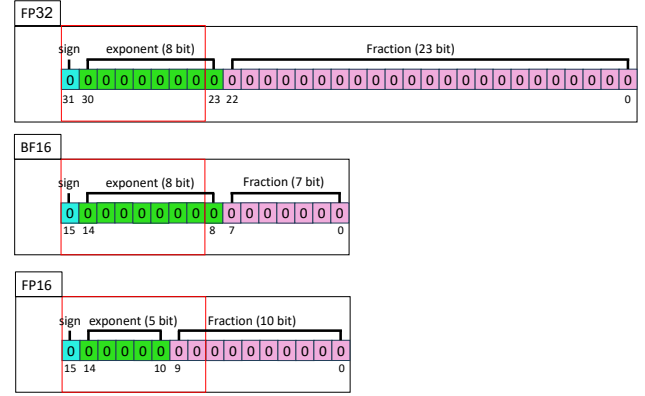 FP32
sign exponent (8 bit) Fraction (23 bit)
0 0 0 0 0 0 0 0 0 0 0 0 0 0 0 0 0 0 0 0 0 0 0 0 0 0 0 0 0 0 0 0
31 30 23 22 0
BF16
sign exponent (8 bit) Fraction (7 bit)
0 0 0 0 0 0 0 0 0 0 0 0 0 0 0 0
15 14 8 7 0
FP16
sign exponent (5 bit) Fraction (10 bit)
0 0 0 0 0 0 0 0 0 0 0 0 0 0 0 0
15 14 10 9 0